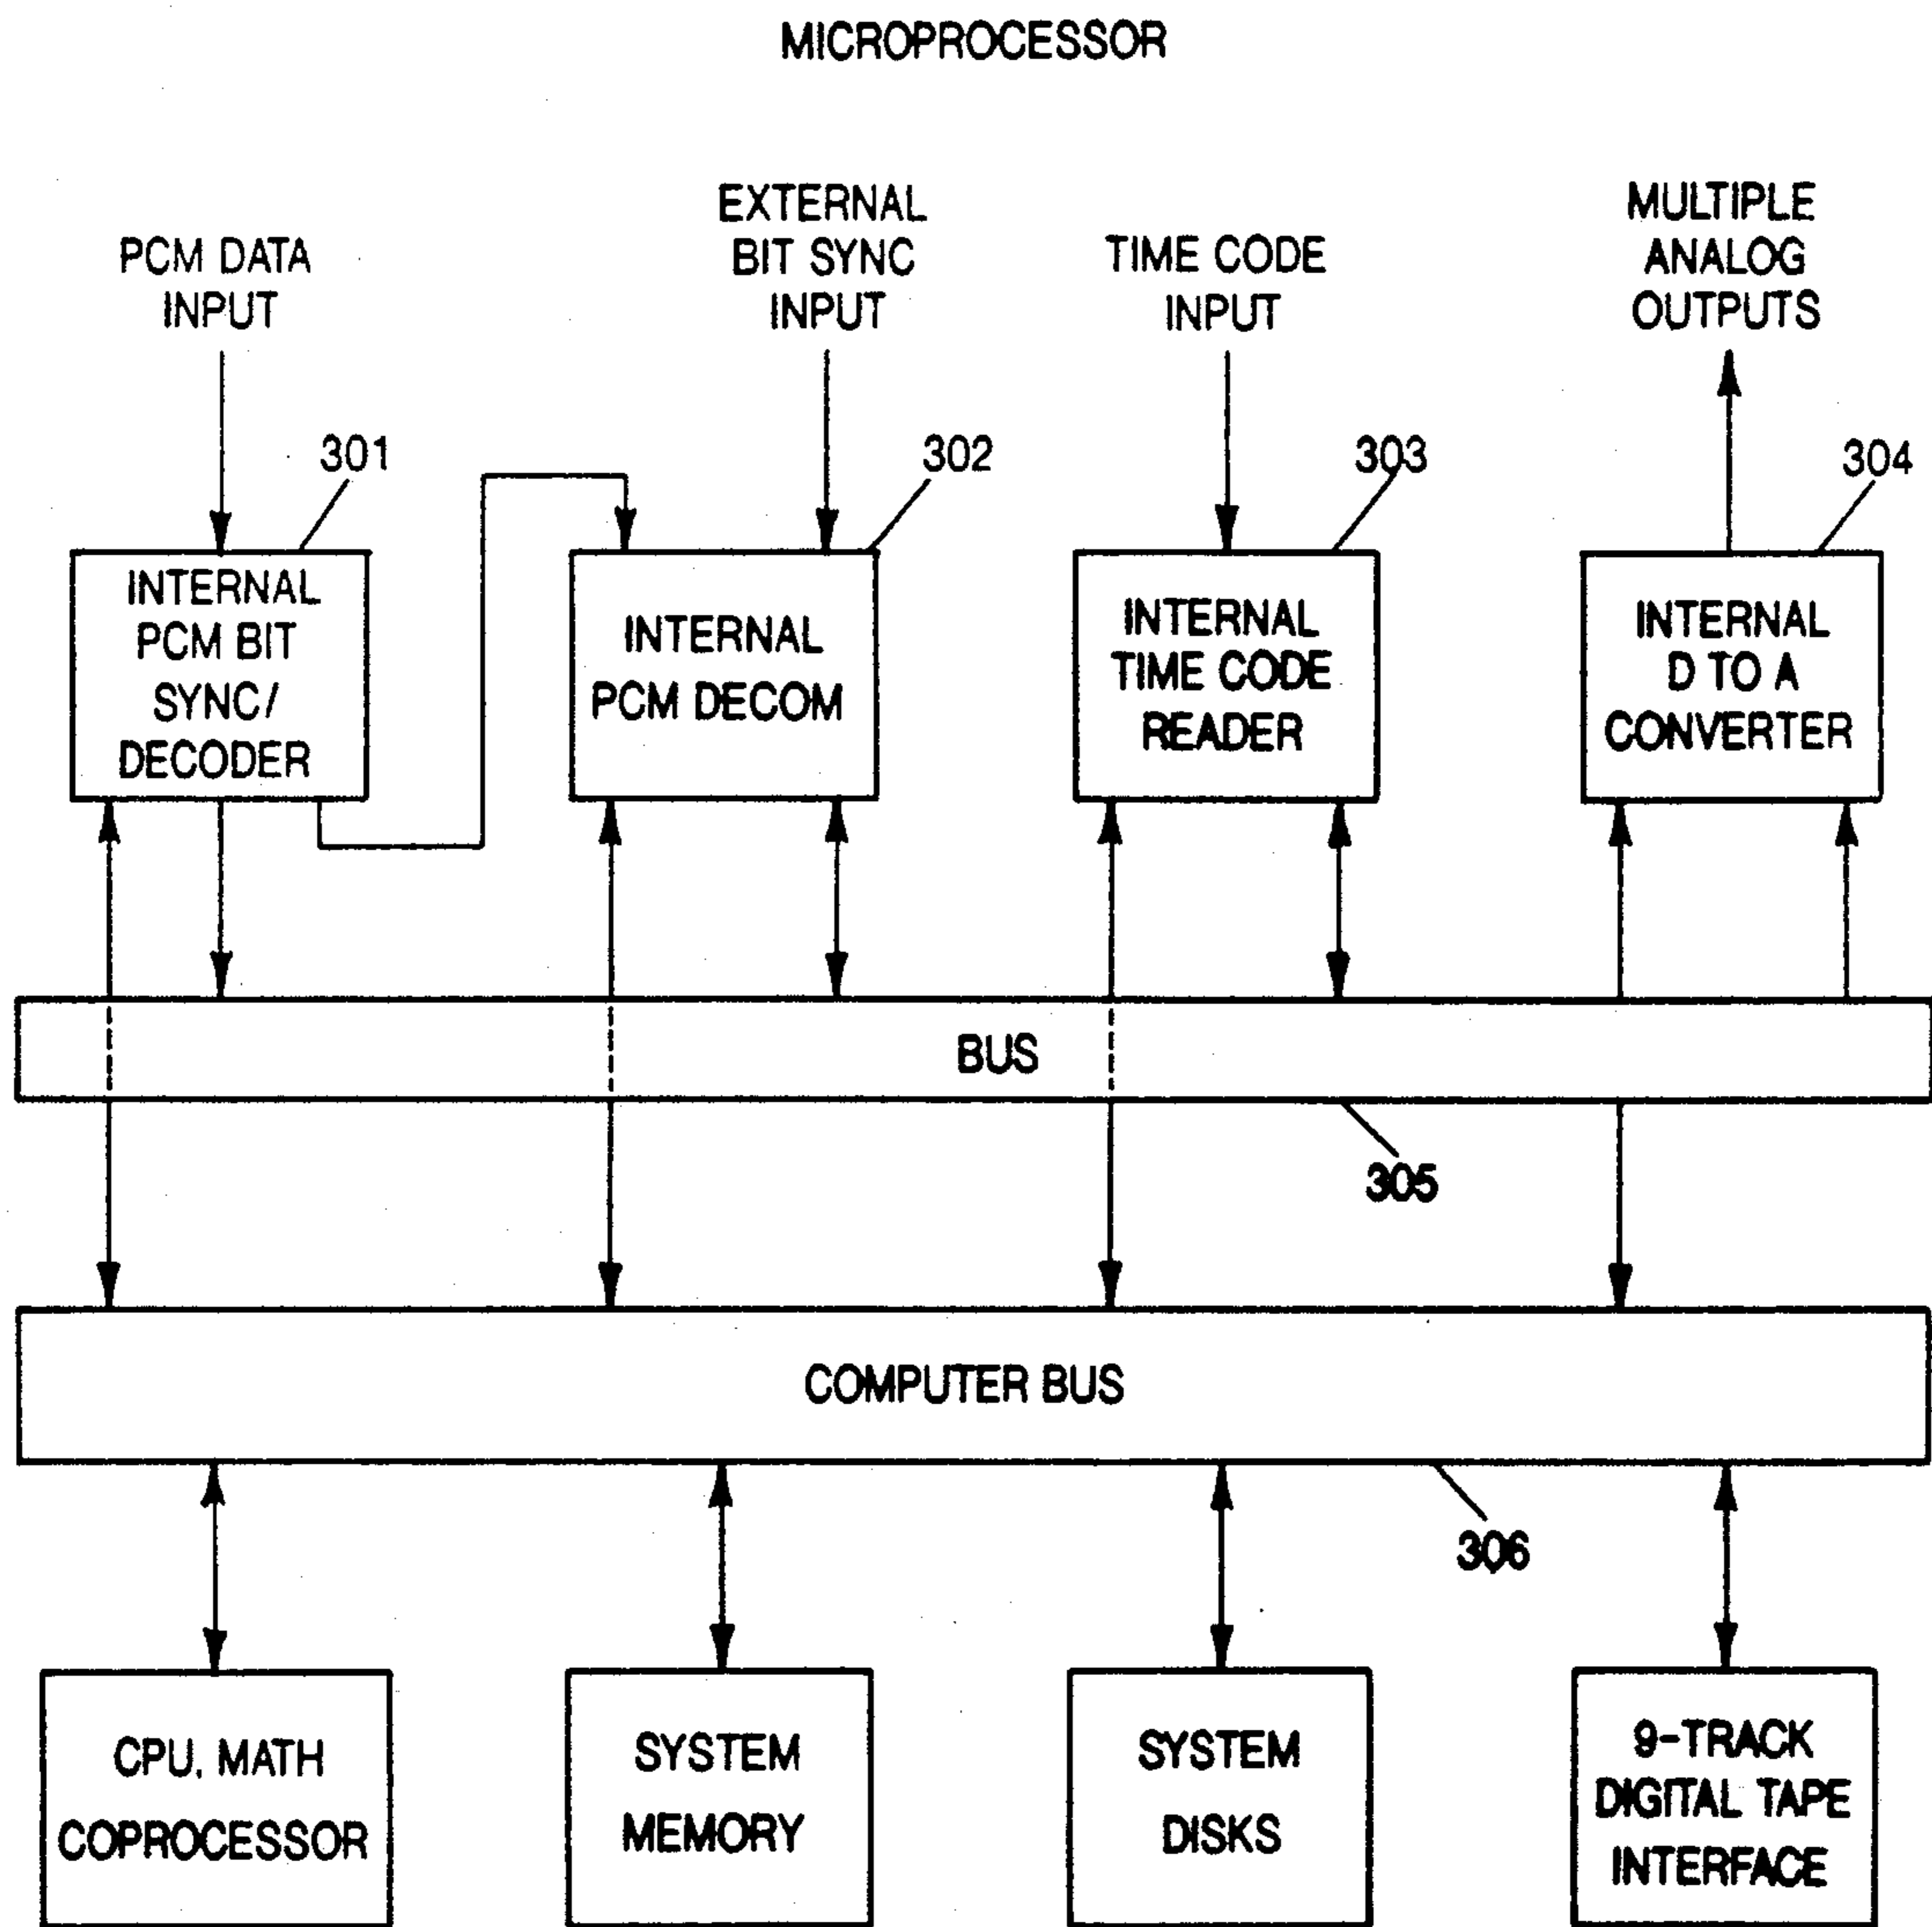 MICROPROCESSOR
PCM DATA
INPUT
EXTERNAL
BIT SYNC
INPUT
TIME CODE
INPUT
MULTIPLE
ANALOG
OUTPUTS
301
302
303
304
INTERNAL
PCM BIT
SYNC/
DECODER
INTERNAL
PCM DECOM
INTERNAL
TIME CODE
READER
INTERNAL
D TO A
CONVERTER
BUS
305
COMPUTER BUS
306
CPU, MATH
COPROCESSOR
SYSTEM
MEMORY
SYSTEM
DISKS
9-TRACK
DIGITAL TAPE
INTERFACE